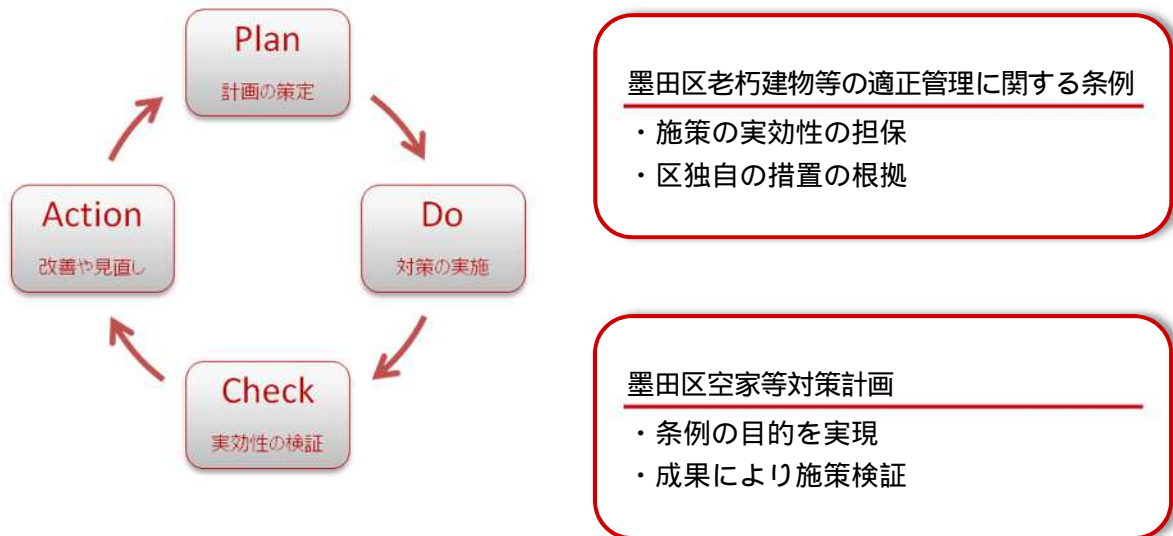 Plan
計画の策定
Do
対策の実施
Check
実効性の検証
Action
改善や見直し
墨田区老朽建物等の適正管理に関する条例
・施策の実効性の担保
・区独自の措置の根拠
墨田区空家等対策計画
・条例の目的を実現
・成果により施策検証